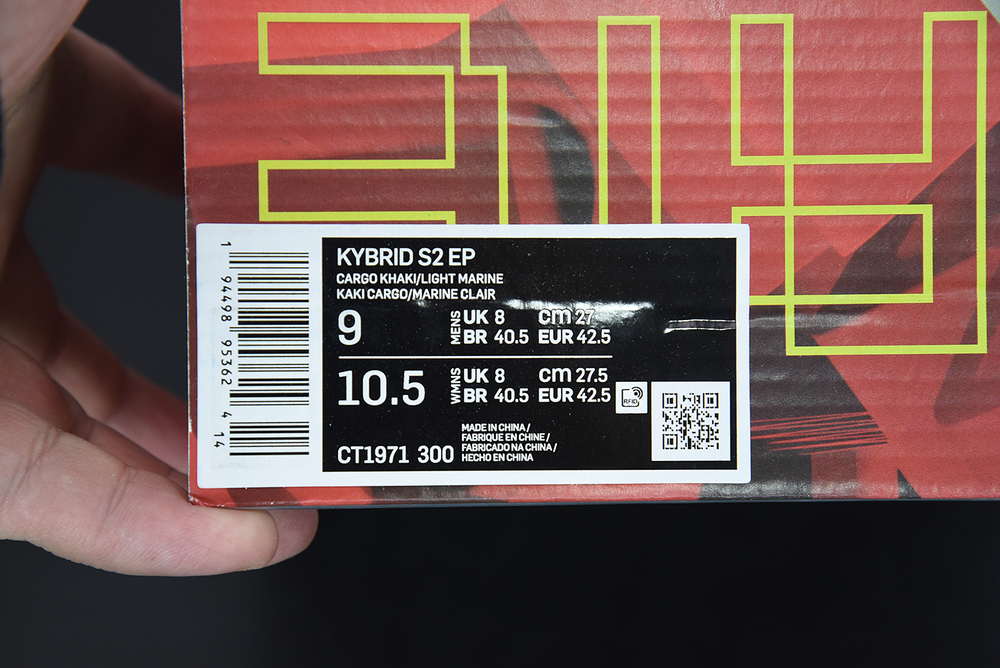 KYBRID S2 EP
CARGO KHAKI/LIGHT MARINE
KAKI CARGO/MARINE CLAIR
9
MENS
UK 8 cm 27
BR 40.5 EUR 42.5
10.5
WMNS
UK 8 cm 27.5
BR 40.5 EUR 42.5
RFID
CT1971 300
MADE IN CHINA/
FABRIQUE EN CHINE/
FABRICADO NA CHINA/
HECHO EN CHINA
1 94498 95362 4 14